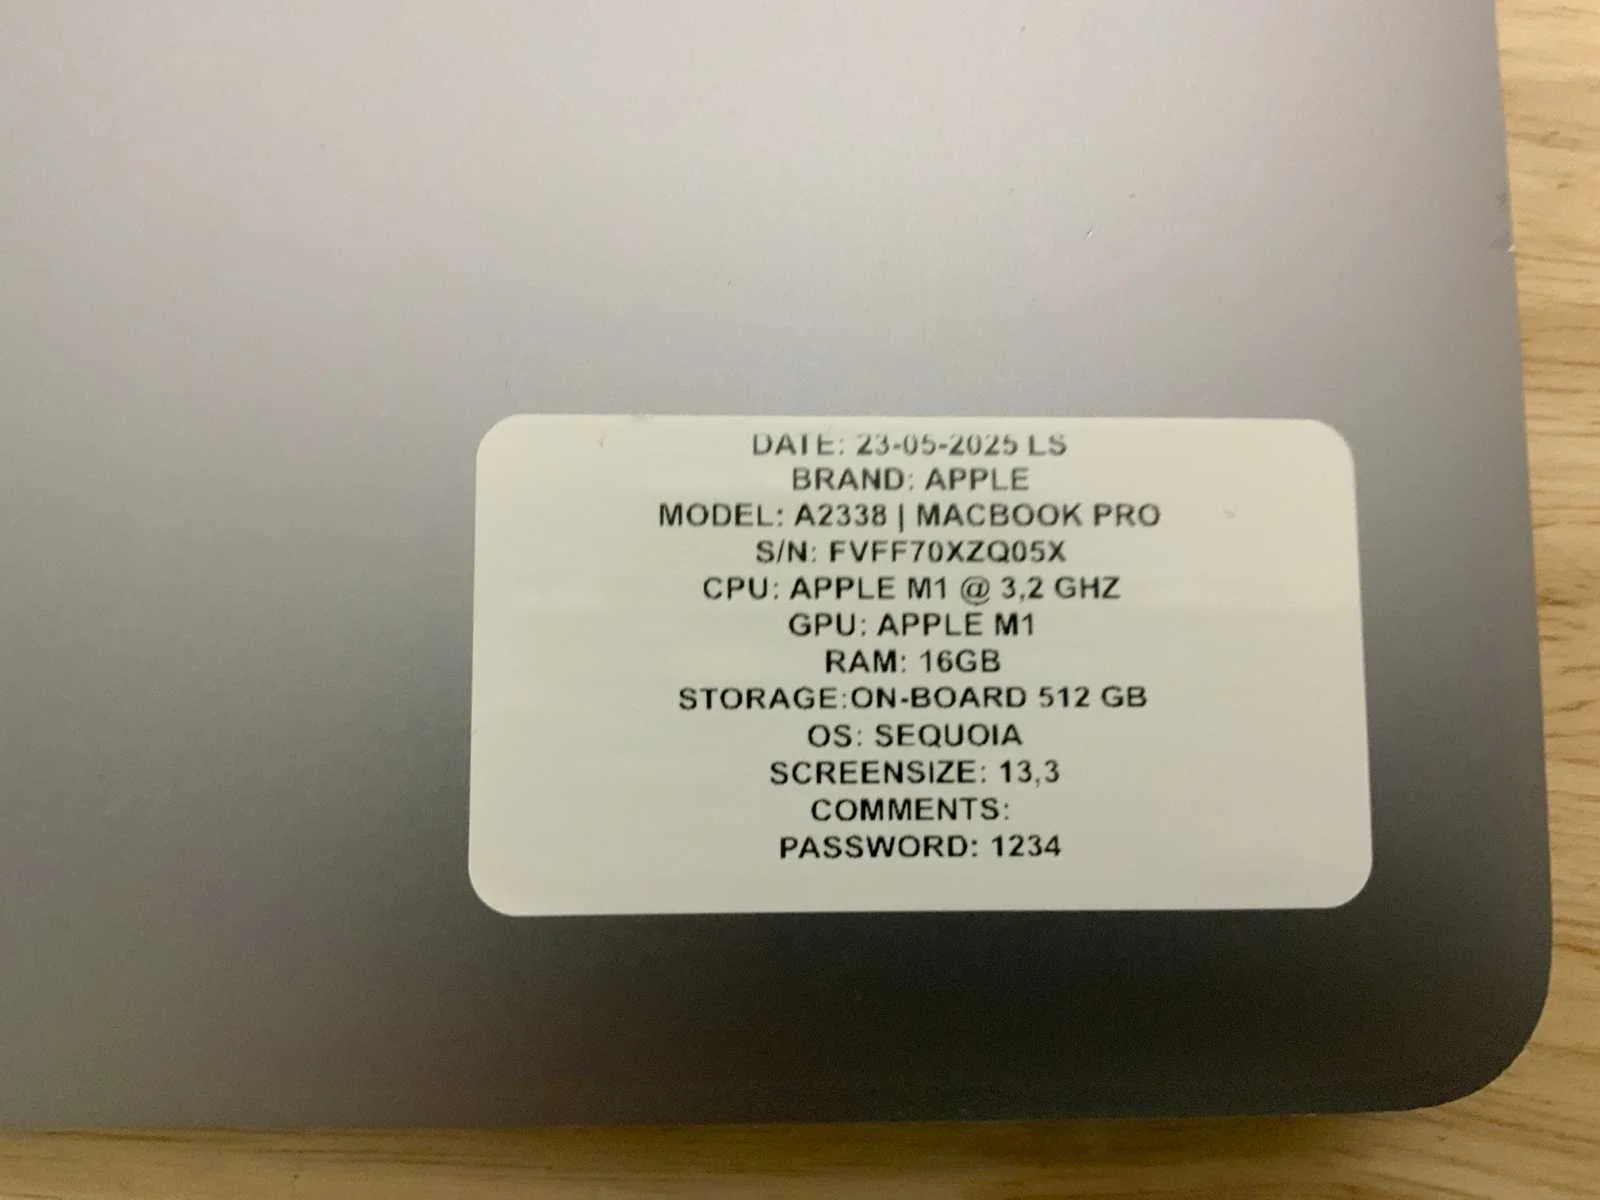 DATE: 23-05-2025 LS
BRAND: APPLE
MODEL: A2338 | MACBOOK PRO
S/N: FVFF70XZQ05X
CPU: APPLE M1 @ 3,2 GHZ
GPU: APPLE M1
RAM: 16GB
STORAGE:ON-BOARD 512 GB
OS: SEQUOIA
SCREENSIZE: 13,3
COMMENTS:
PASSWORD: 1234